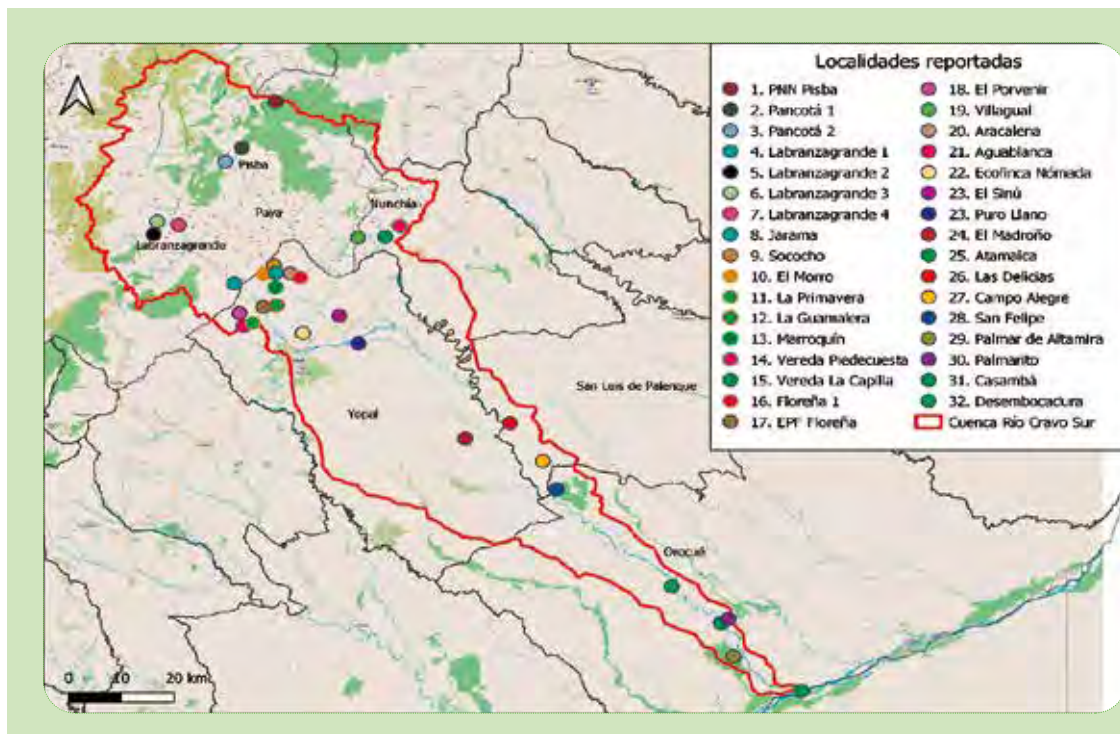 Localidades reportadas
1. PNN Pisba
2. Pancotá 1
3. Pancotá 2
4. Labranzagrande 1
5. Labranzagrande 2
6. Labranzagrande 3
7. Labranzagrande 4
8. Jarama
9. Sococho
10. El Morro
11. La Primavera
12. La Guamalera
13. Marroquín
14. Vereda Piedecuesta
15. Vereda La Capilla
16. Floreña 1
17. EPF Floreña
18. El Porvenir
19. Villagual
20. Aracalena
21. Aguablanca
22. Ecofinca Nómada
23. El Sinú
23. Puro Llano
24. El Madroño
25. Atamaica
26. Las Delicias
27. Campo Alegre
28. San Felipe
29. Palmar de Altamira
30. Palmarito
31. Casambá
32. Desembocadura
Cuenca Río Cravo Sur
Pisba
Paya
Nunchía
Labranzagrande
Yopal
San Luis de Palenque
Orocué
0 10 20 km